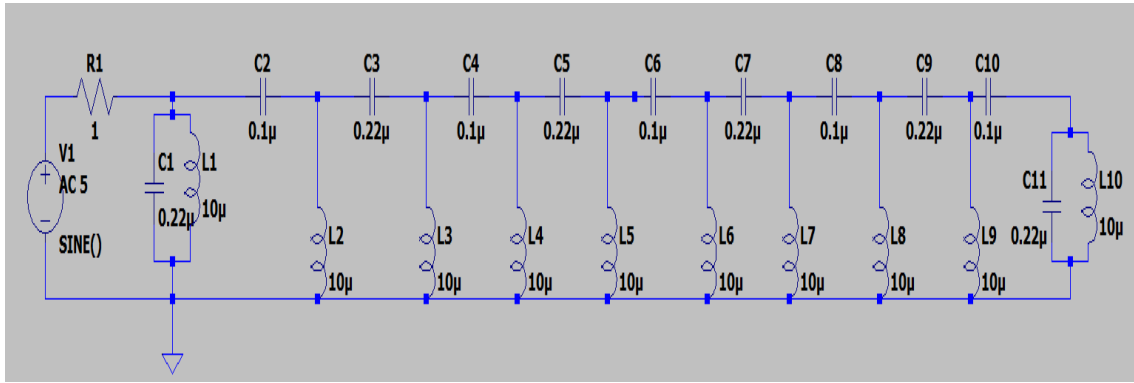 R1
1
V1
AC 5
SINE()
C1
0.22µ
L1
10µ
C2
0.1µ
C3
0.22µ
C4
0.1µ
C5
0.22µ
C6
0.1µ
C7
0.22µ
C8
0.1µ
C9
0.22µ
C10
0.1µ
L2
10µ
L3
10µ
L4
10µ
L5
10µ
L6
10µ
L7
10µ
L8
10µ
L9
10µ
C11
0.22µ
L10
10µ